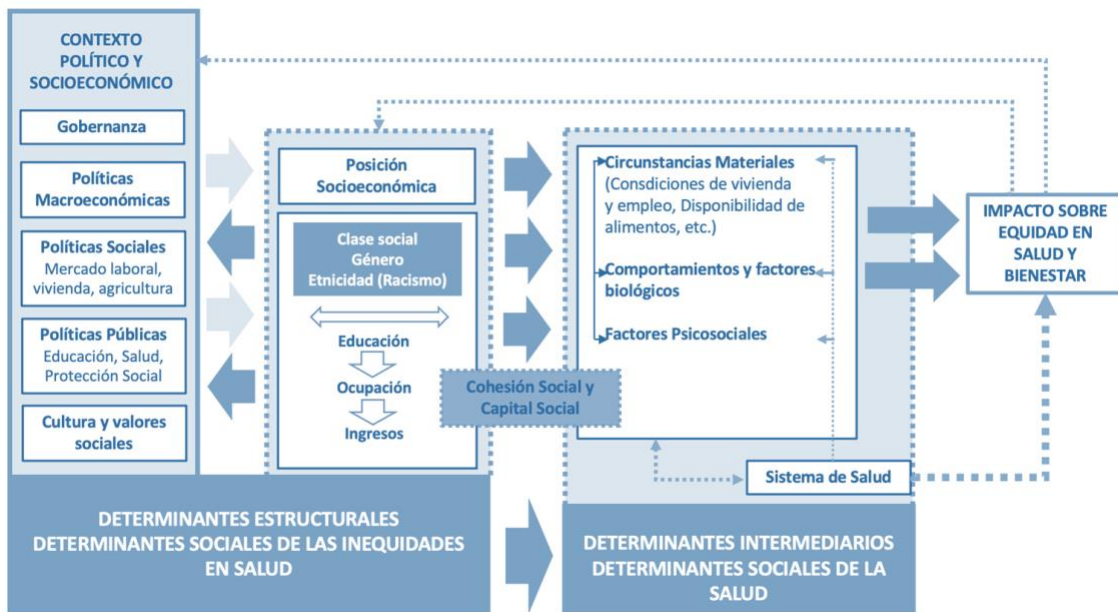 CONTEXTO
POLÍTICO Y
SOCIOECONÓMICO
Gobernanza
Políticas
Macroeconómicas
Políticas Sociales
Mercado laboral,
vivienda, agricultura
Políticas Públicas
Educación, Salud,
Protección Social
Cultura y valores
sociales
Posición
Socioeconómica
Clase social
Género
Etnicidad (Racismo)
Educación
Ocupación
Ingresos
Cohesión Social y
Capital Social
Circunstancias Materiales
(Consdiciones de vivienda
y empleo, Disponibilidad de
alimentos, etc.)
Comportamientos y factores
biológicos
Factores Psicosociales
Sistema de Salud
IMPACTO SOBRE
EQUIDAD EN
SALUD Y
BIENESTAR
DETERMINANTES ESTRUCTURALES
DETERMINANTES SOCIALES DE LAS INEQUIDADES
EN SALUD
DETERMINANTES INTERMEDIARIOS
DETERMINANTES SOCIALES DE LA
SALUD